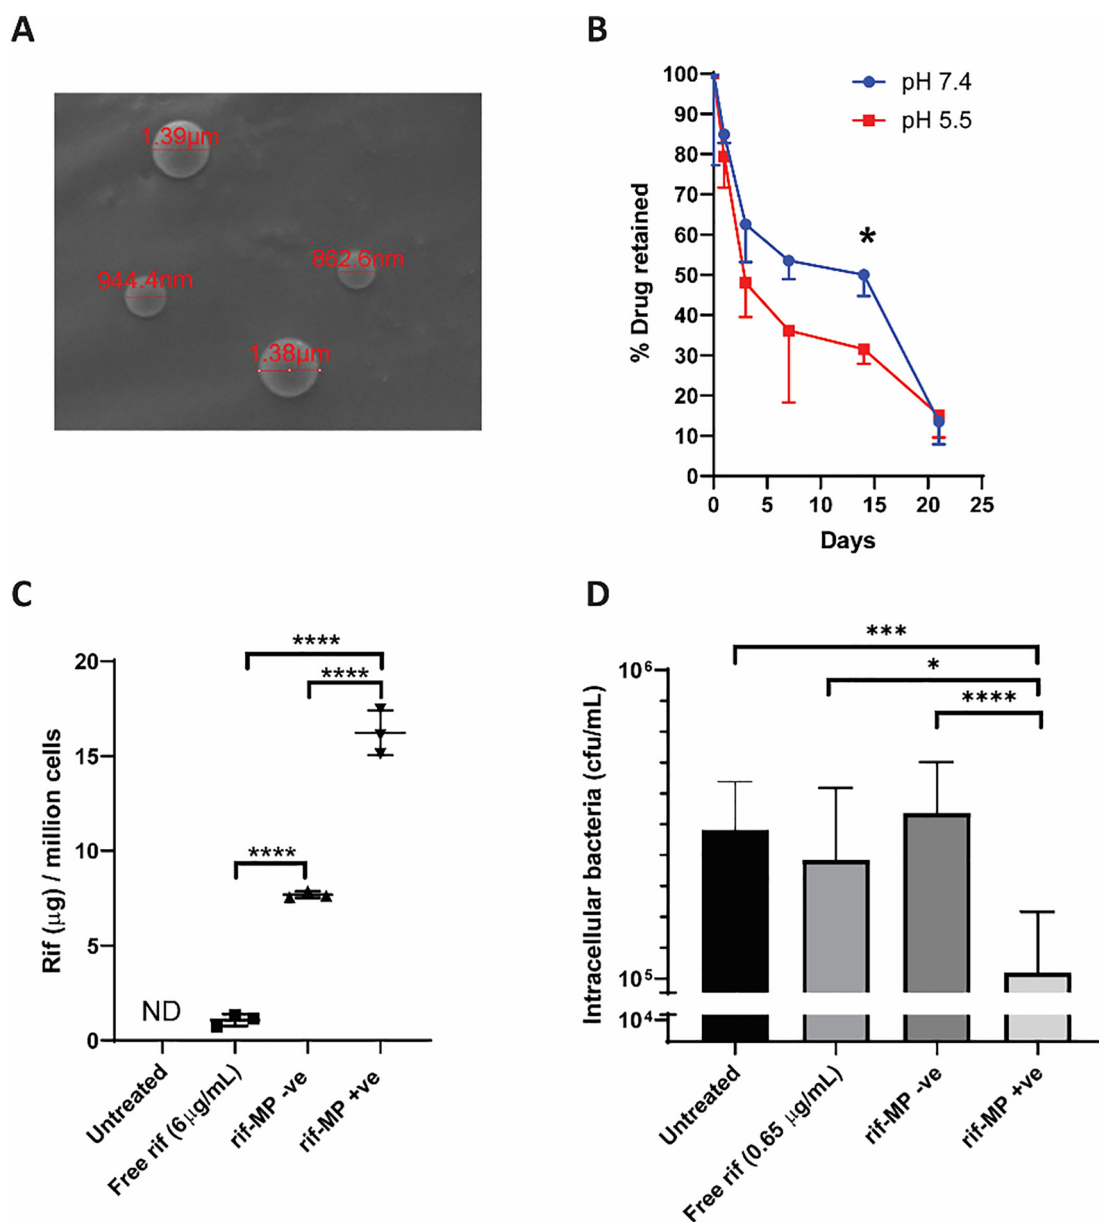 A
1.39µm
862.6nm
944.4nm
1.38µm
B
pH 7.4
pH 5.5
*
% Drug retained
100
90
80
70
60
50
40
30
20
10
0
0 5 10 15 20 25
Days
C
****
****
****
Rif (µg) / million cells
20
15
10
5
0
ND
Untreated
Free rif (6 µg/mL)
rif-MP -ve
rif-MP +ve
D
***
*
****
Intracellular bacteria (cfu/mL)
10⁶
10⁵
10⁴
Untreated
Free rif (0.65 µg/mL)
rif-MP -ve
rif-MP +ve